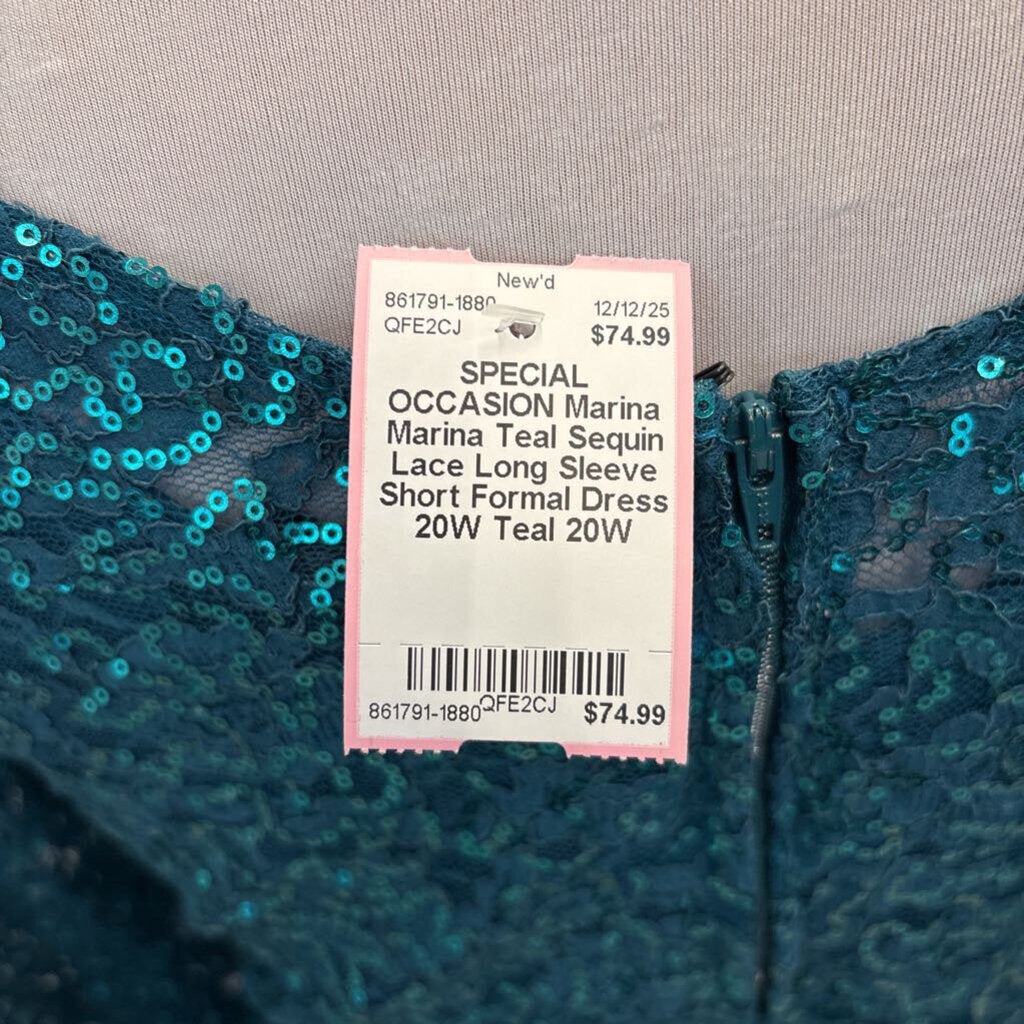 New'd
861791-1880 12/12/25
QFE2CJ $74.99
SPECIAL
OCCASION Marina
Marina Teal Sequin
Lace Long Sleeve
Short Formal Dress
20W Teal 20W
861791-1880 QFE2CJ $74.99